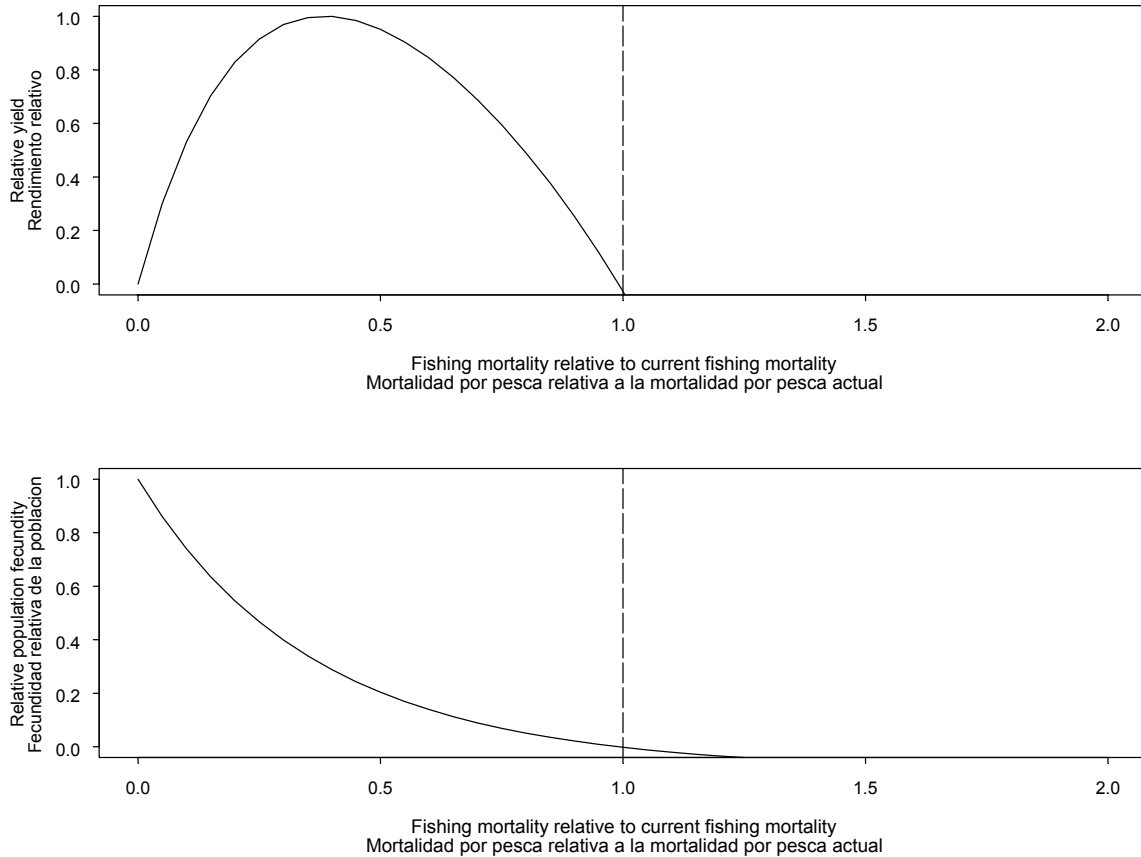 1.0
0.8
0.6
0.4
0.2
0.0
Relative yield
Rendimiento relativo
0.0 0.5 1.0 1.5 2.0
Fishing mortality relative to current fishing mortality
Mortalidad por pesca relativa a la mortalidad por pesca actual
1.0
0.8
0.6
0.4
0.2
0.0
Relative population fecundity
Fecundidad relativa de la poblacion
0.0 0.5 1.0 1.5 2.0
Fishing mortality relative to current fishing mortality
Mortalidad por pesca relativa a la mortalidad por pesca actual